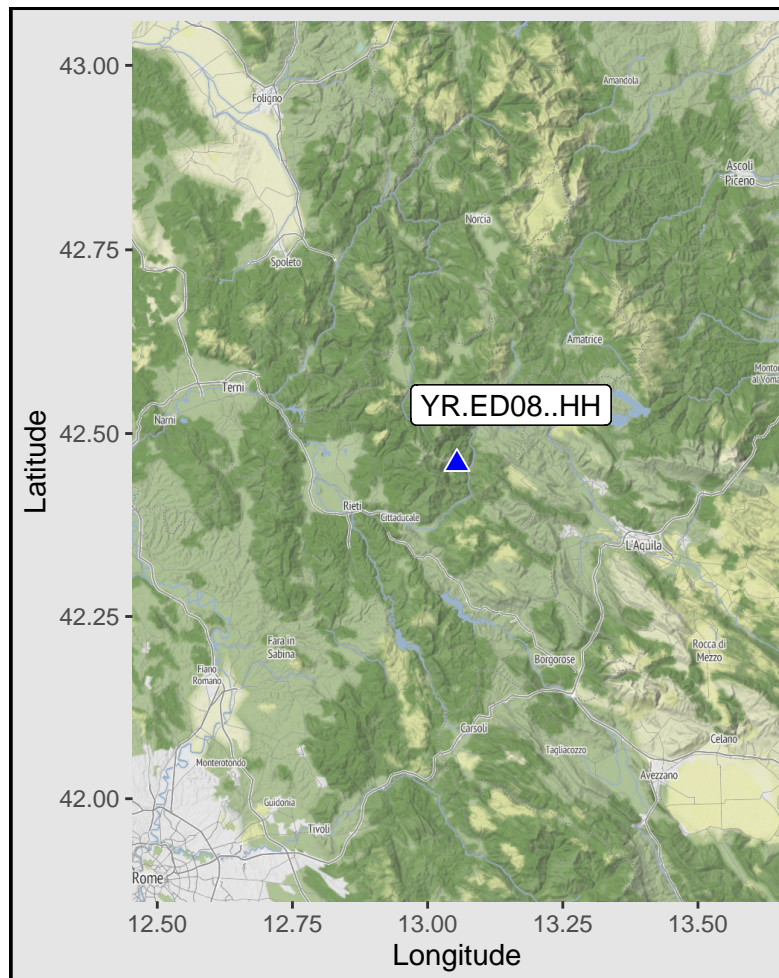 43.00
42.75
42.50
42.25
42.00
Latitude
12.50
12.75
13.00
13.25
13.50
Longitude
YR.ED08..HH
Foligno
Amandola
Ascoli
Piceno
Norcia
Spoleto
Amatrice
Terni
Narni
Rieti
Cittaducale
L'Aquila
Fara in
Sabina
Fiano
Romano
Borgorose
Rocca di
Mezzo
Carsoli
Celano
Tagliacozzo
Avezzano
Monterotondo
Guidonia
Tivoli
Rome
al Voma